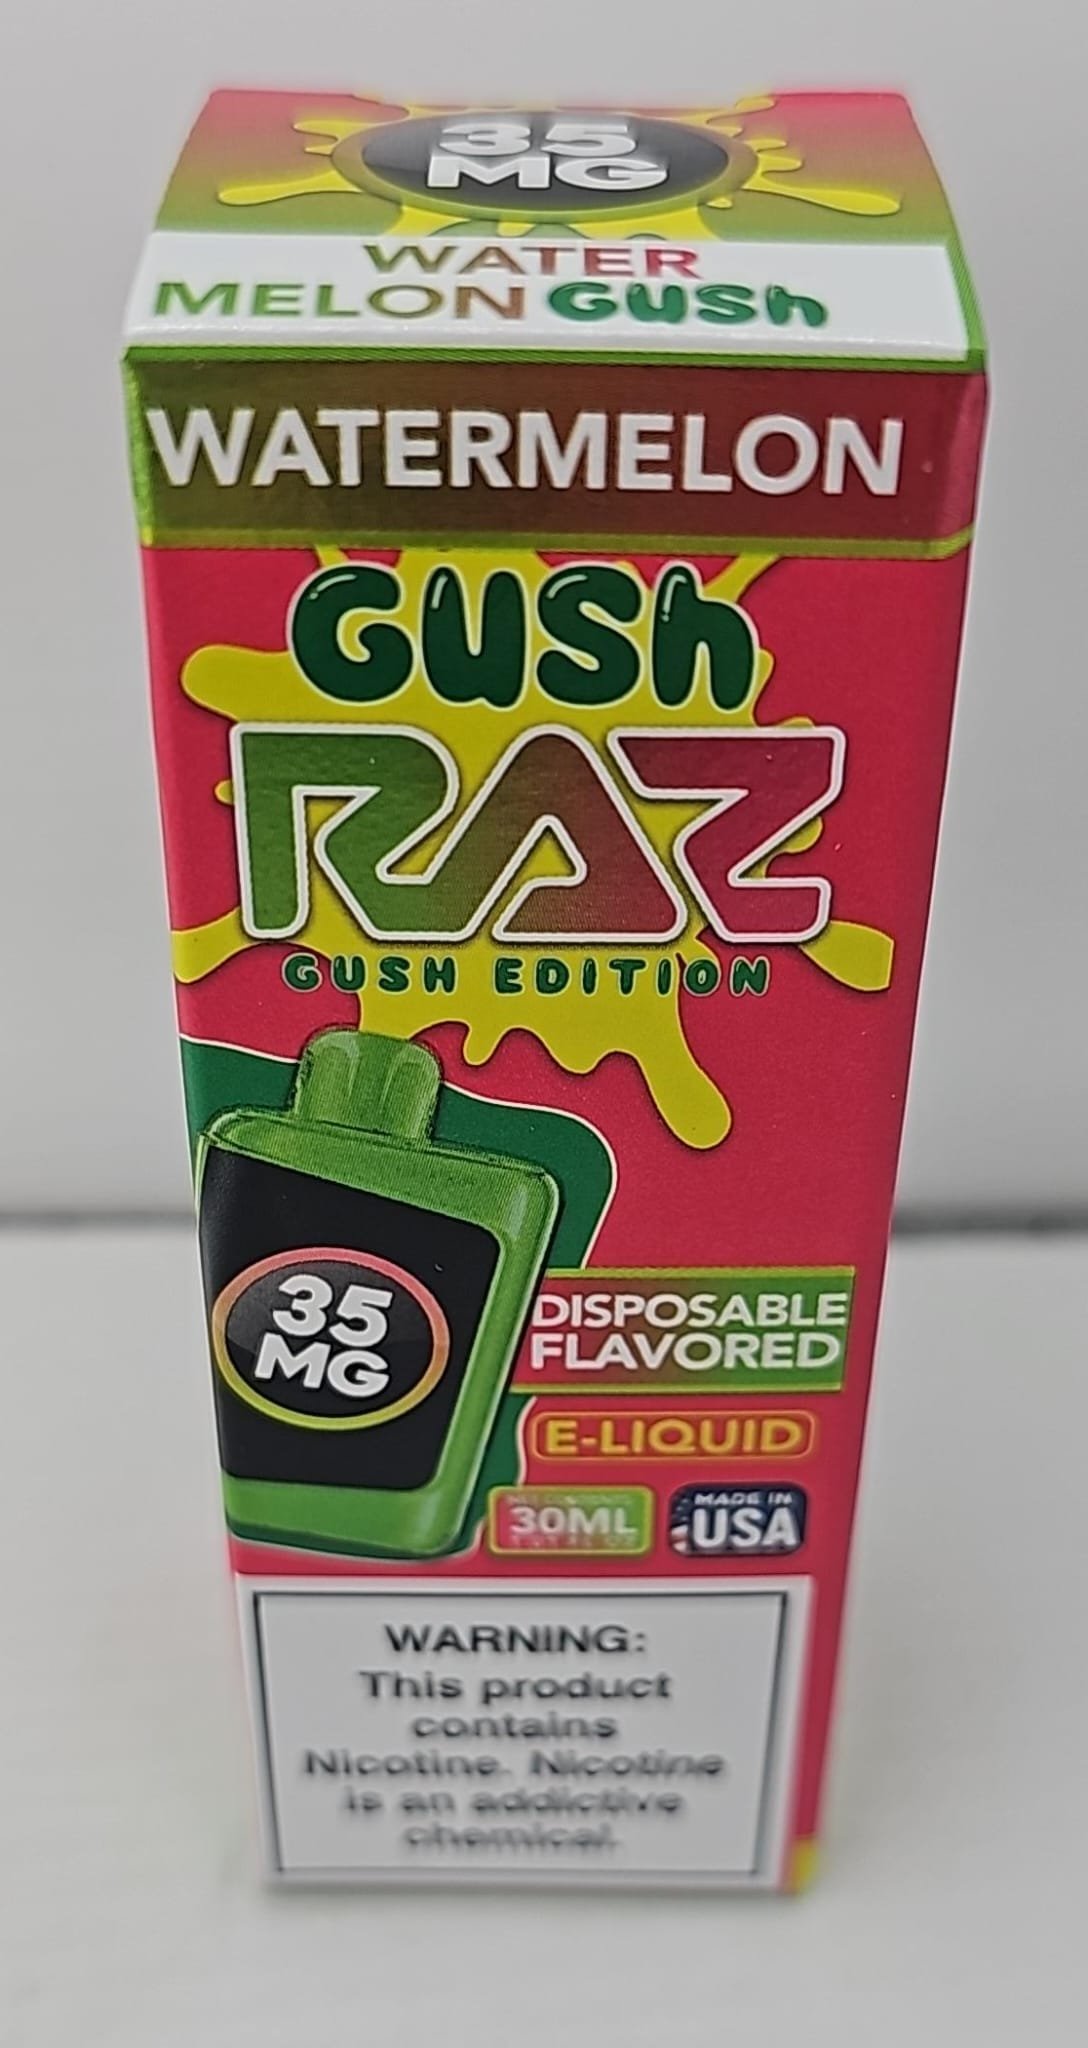 35
MG
WATER
MELON GUSh
WATERMELON
GUSh
RAZ
GUSH EDITION
35
MG
DISPOSABLE
FLAVORED
E-LIQUID
30ML
MADE IN
USA
WARNING:
This product
contains
Nicotine. Nicotine
is an addictive
chemical.